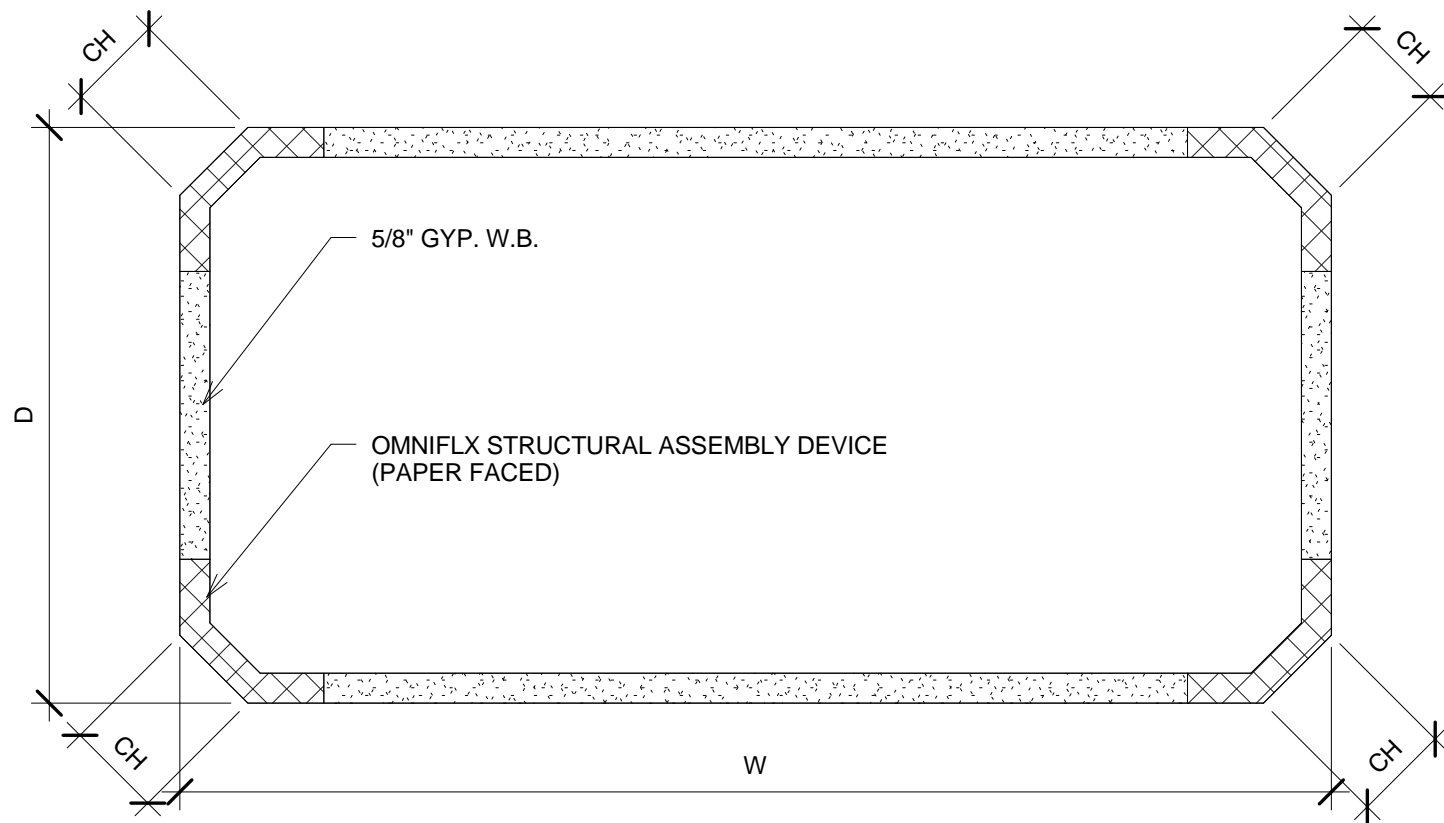 CH
CH
5/8" GYP. W.B.
D
OMNIFLX STRUCTURAL ASSEMBLY DEVICE
(PAPER FACED)
CH
W
CH